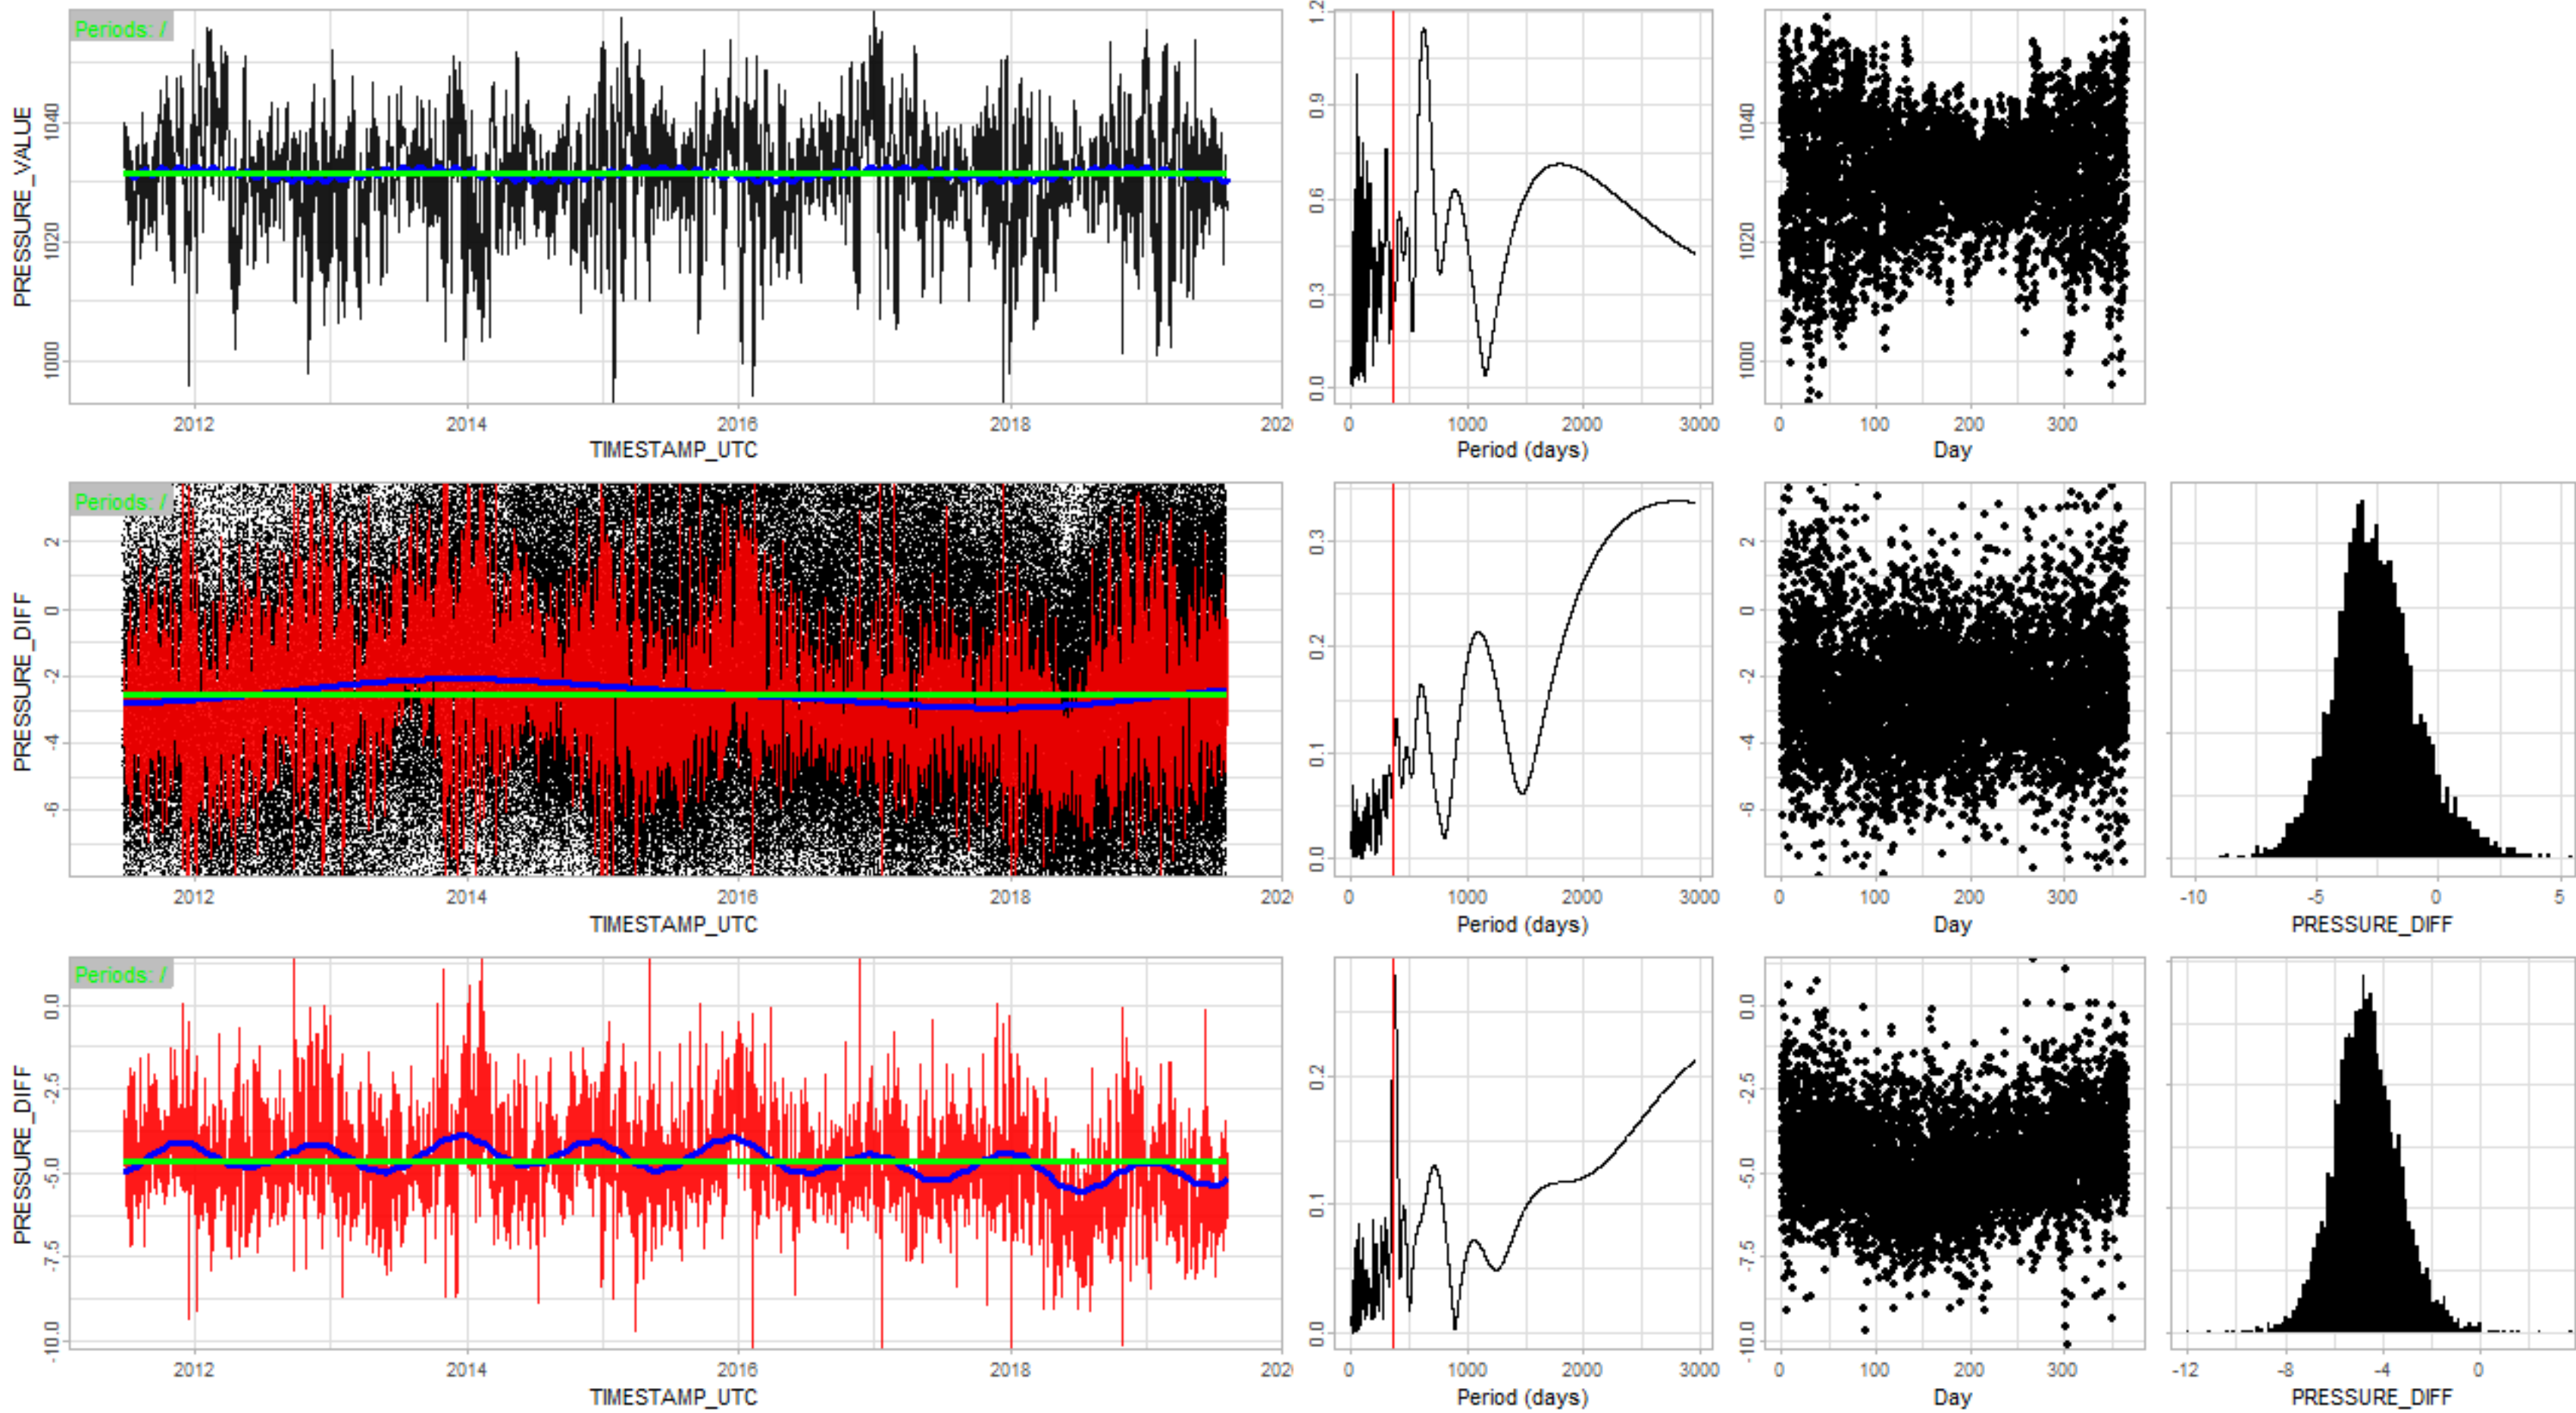 Periods: /
PRESSURE_VALUE
1000 1020 1040
2012 2014 2016 2018 202
TIMESTAMP_UTC
0.0 0.3 0.6 0.9 1.2
0 1000 2000 3000
Period (days)
1000 1020 1040
0 100 200 300
Day
Periods: /
PRESSURE_DIFF
-6 -4 -2 0 2
2012 2014 2016 2018 202
TIMESTAMP_UTC
0.0 0.1 0.2 0.3
0 1000 2000 3000
Period (days)
-6 -4 -2 0 2
0 100 200 300
Day
-10 -5 0 5
PRESSURE_DIFF
Periods: /
PRESSURE_DIFF
-10.0 -7.5 -5.0 -2.5 0.0
2012 2014 2016 2018 202
TIMESTAMP_UTC
0.0 0.1 0.2
0 1000 2000 3000
Period (days)
-10.0 -7.5 -5.0 -2.5 0.0
0 100 200 300
Day
-12 -8 -4 0
PRESSURE_DIFF